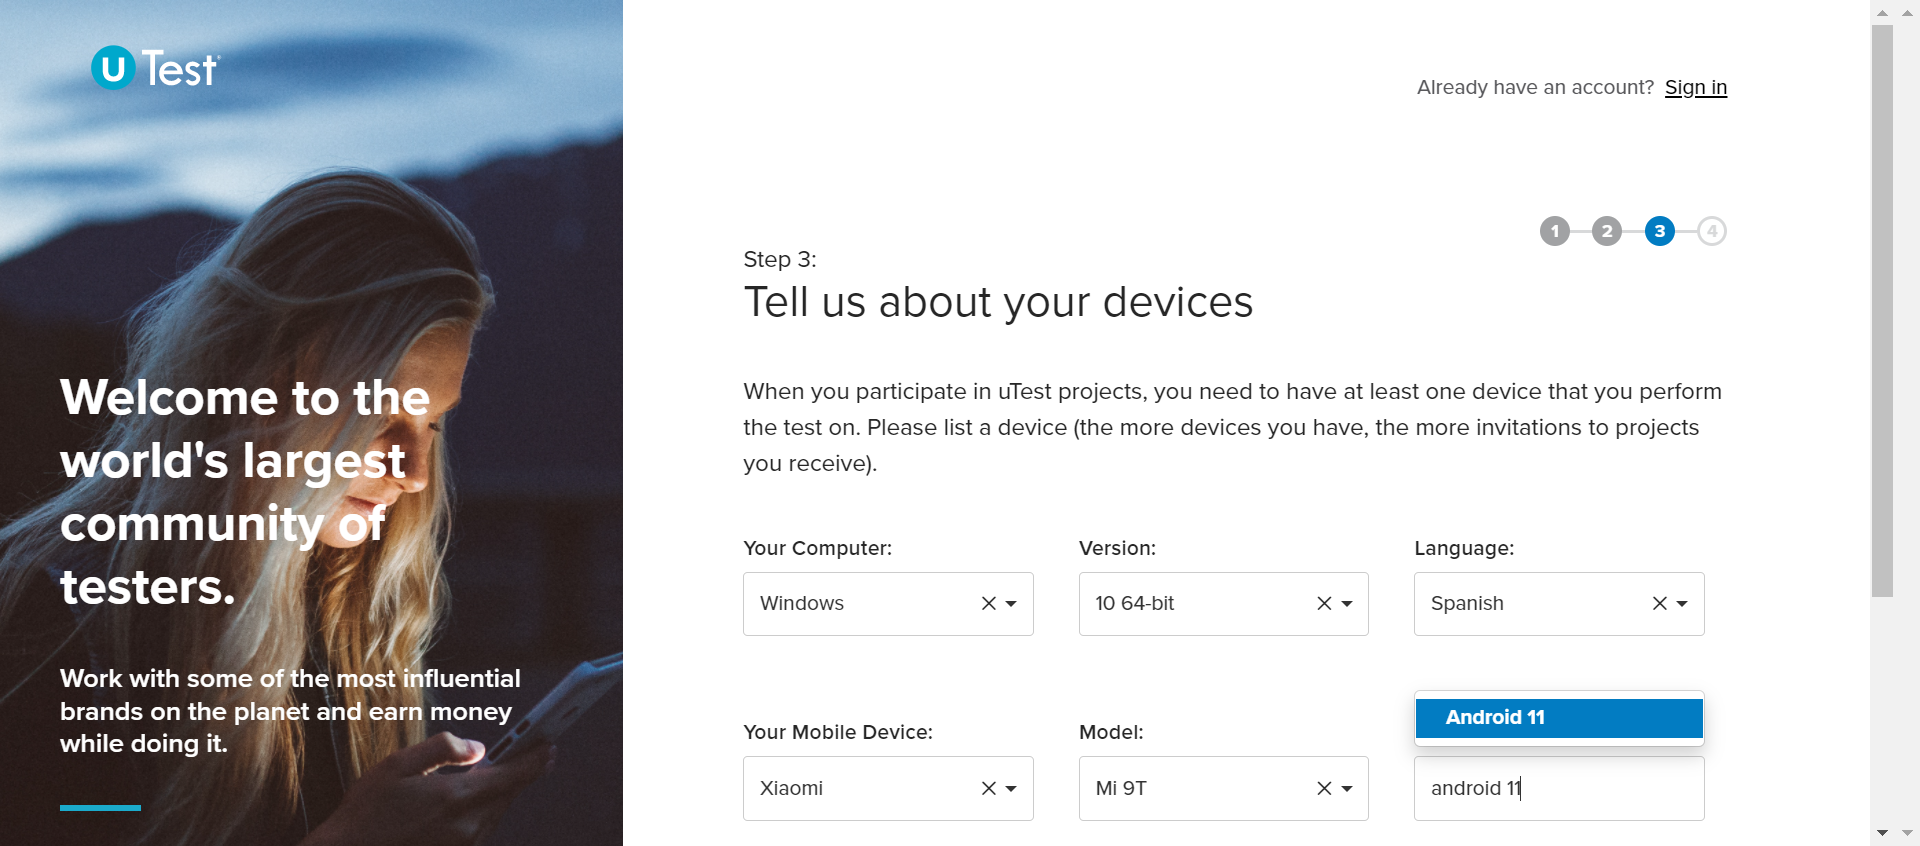 u Test
Already have an account? Sign in
1 2 3 4
Step 3:
Tell us about your devices
When you participate in uTest projects, you need to have at least one device that you perform
the test on. Please list a device (the more devices you have, the more invitations to projects
you receive).
Welcome to the
world's largest
community of
testers.
Work with some of the most influential
brands on the planet and earn money
while doing it.
Your Computer: Version: Language:
Windows 10 64-bit Spanish
Android 11
Your Mobile Device: Model:
Xiaomi Mi 9T android 11